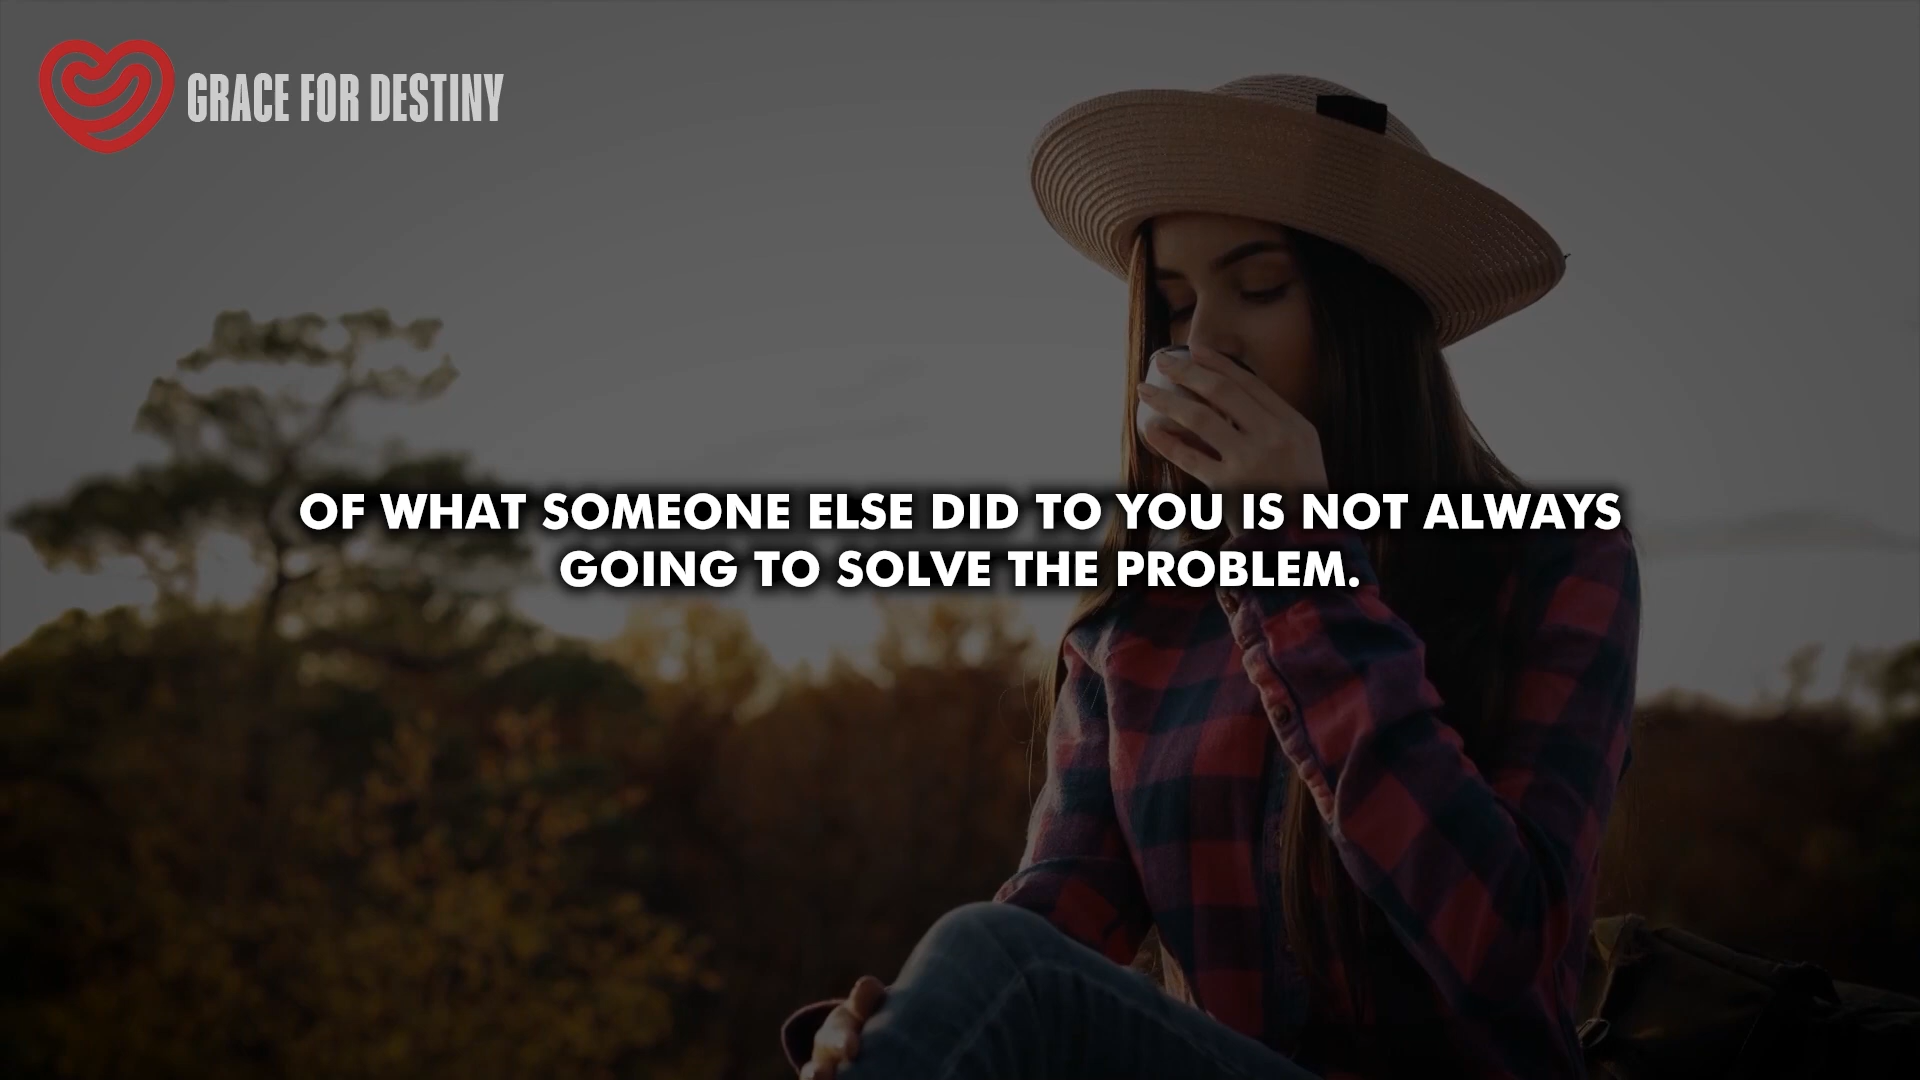 GRACE FOR DESTINY
OF WHAT SOMEONE ELSE DID TO YOU IS NOT ALWAYS
GOING TO SOLVE THE PROBLEM.